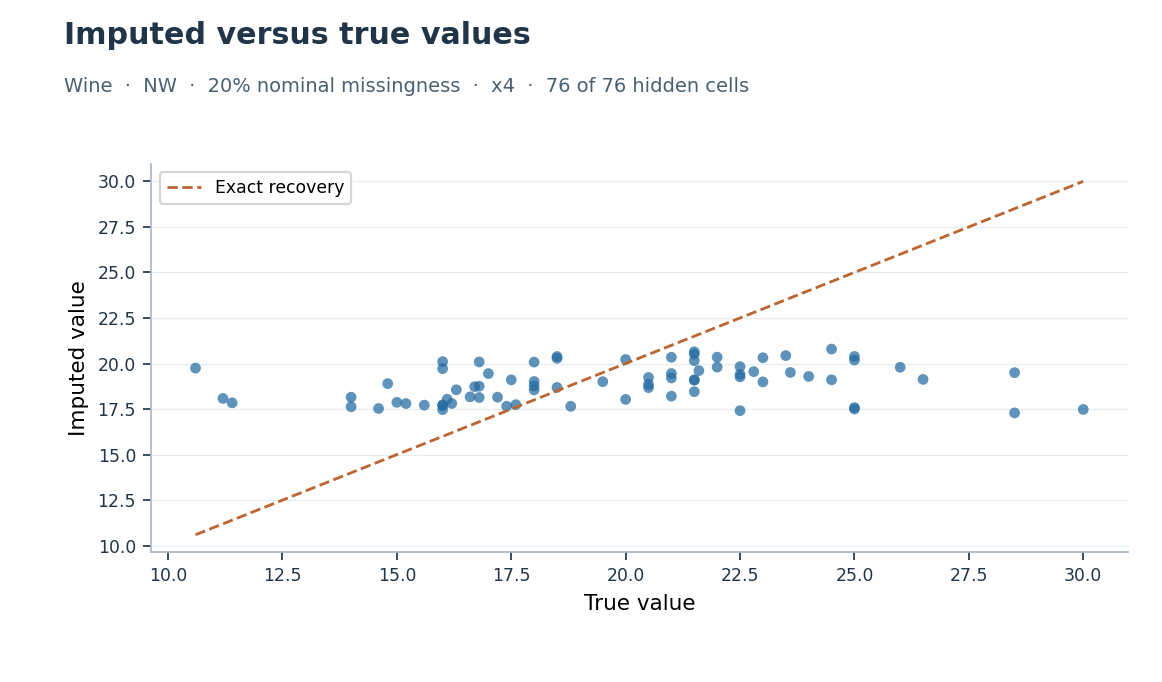 Imputed versus true values
Wine · NW · 20% nominal missingness · x4 · 76 of 76 hidden cells
Exact recovery
30.0
27.5
25.0
22.5
20.0
17.5
15.0
12.5
10.0
Imputed value
10.0 12.5 15.0 17.5 20.0 22.5 25.0 27.5 30.0
True value